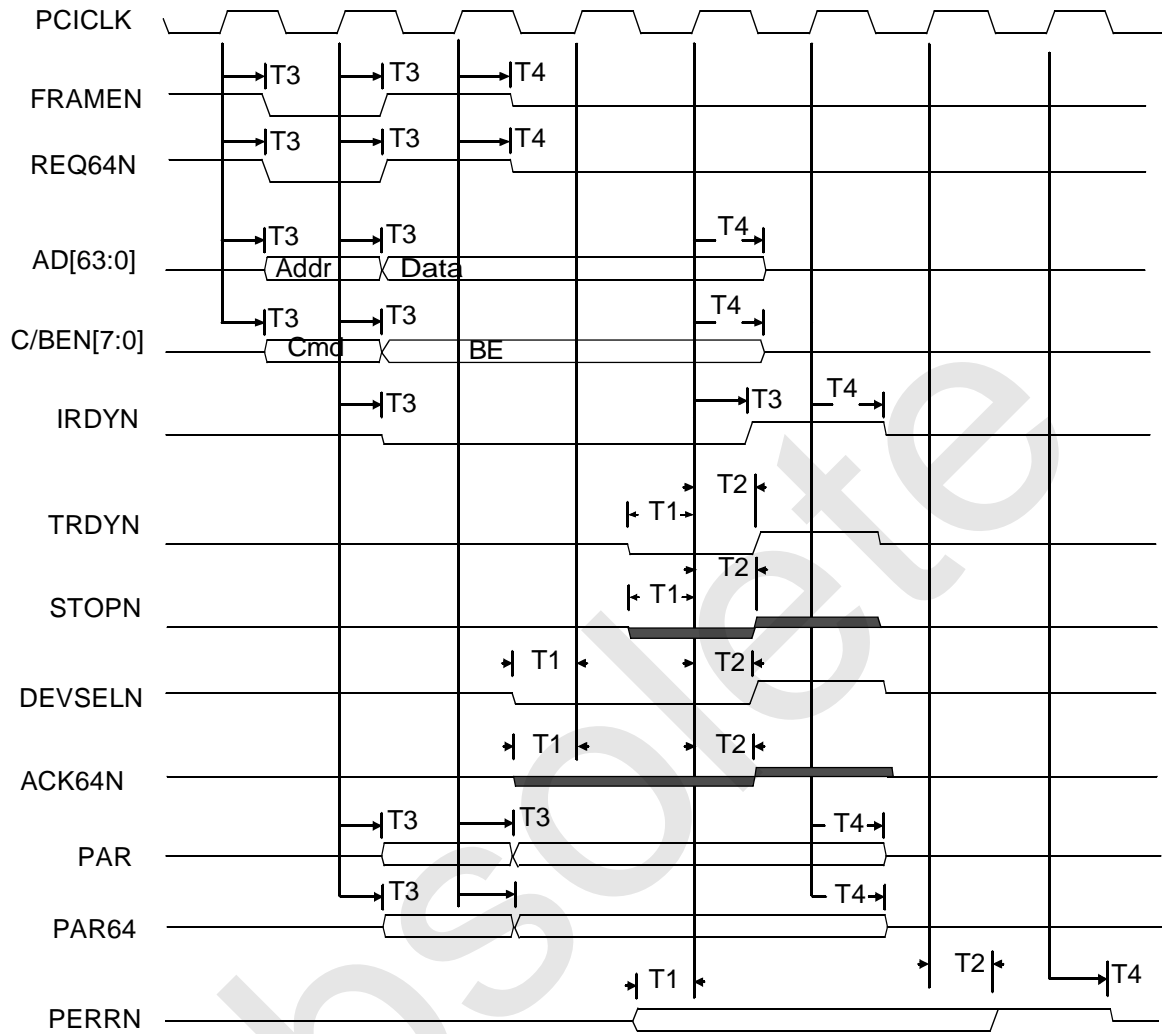 PCICLK
T3 T3 T4
FRAMEN
T3 T3 T4
REQ64N
T3 T3 T4
AD[63:0] Addr Data
T3 T3 T4
C/BEN[7:0] Cmd BE
T3 T3 T4
IRDYN
T2
T1
TRDYN
T2
T1
STOPN
T1 T2
DEVSELN
T1 T2
ACK64N
T3 T3 T4
PAR
T3 T4
PAR64
T1 T2 T4
PERRN